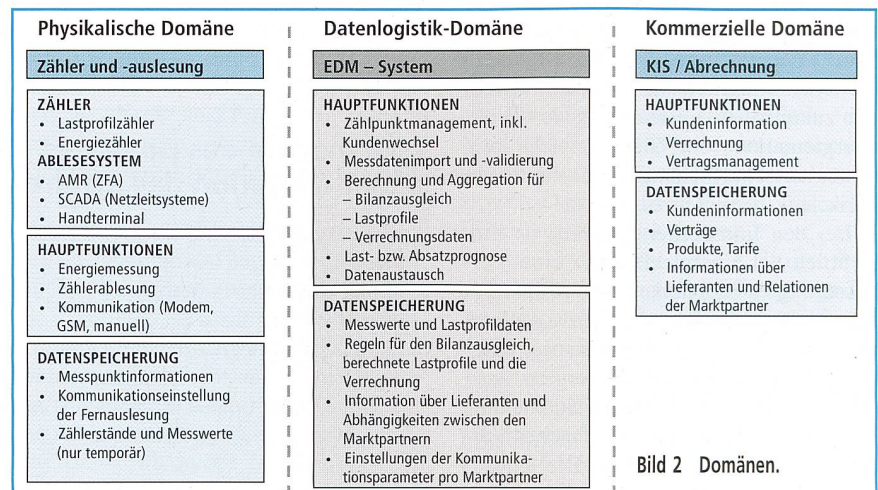 Physikalische Domäne
Zähler und -auslesung
ZÄHLER
• Lastprofilzähler
• Energiezähler
ABLESESYSTEM
• AMR (ZFA)
• SCADA (Netzleitsysteme)
• Handterminal
HAUPTFUNKTIONEN
• Energiemessung
• Zählerablesung
• Kommunikation (Modem,
GSM, manuell)
DATENSPEICHERUNG
• Messpunktinformationen
• Kommunikationseinstellung
der Fernauslesung
• Zählerstände und Messwerte
(nur temporär)
Datenlogistik-Domäne
EDM – System
HAUPTFUNKTIONEN
• Zählpunktmanagement, inkl.
Kundenwechsel
• Messdatenimport und -validierung
• Berechnung und Aggregation für
– Bilanzausgleich
– Lastprofile
– Verrechnungsdaten
• Last- bzw. Absatzprognose
• Datenaustausch
DATENSPEICHERUNG
• Messwerte und Lastprofildaten
• Regeln für den Bilanzausgleich,
berechnete Lastprofile und die
Verrechnung
• Information über Lieferanten und
Abhängigkeiten zwischen den
Marktpartnern
• Einstellungen der Kommunika-
tionsparameter pro Marktpartner
Kommerzielle Domäne
KIS / Abrechnung
HAUPTFUNKTIONEN
• Kundeninformation
• Verrechnung
• Vertragsmanagement
DATENSPEICHERUNG
• Kundeninformationen
• Verträge
• Produkte, Tarife
• Informationen über
Lieferanten und Relationen
der Marktpartner
Bild 2 Domänen.